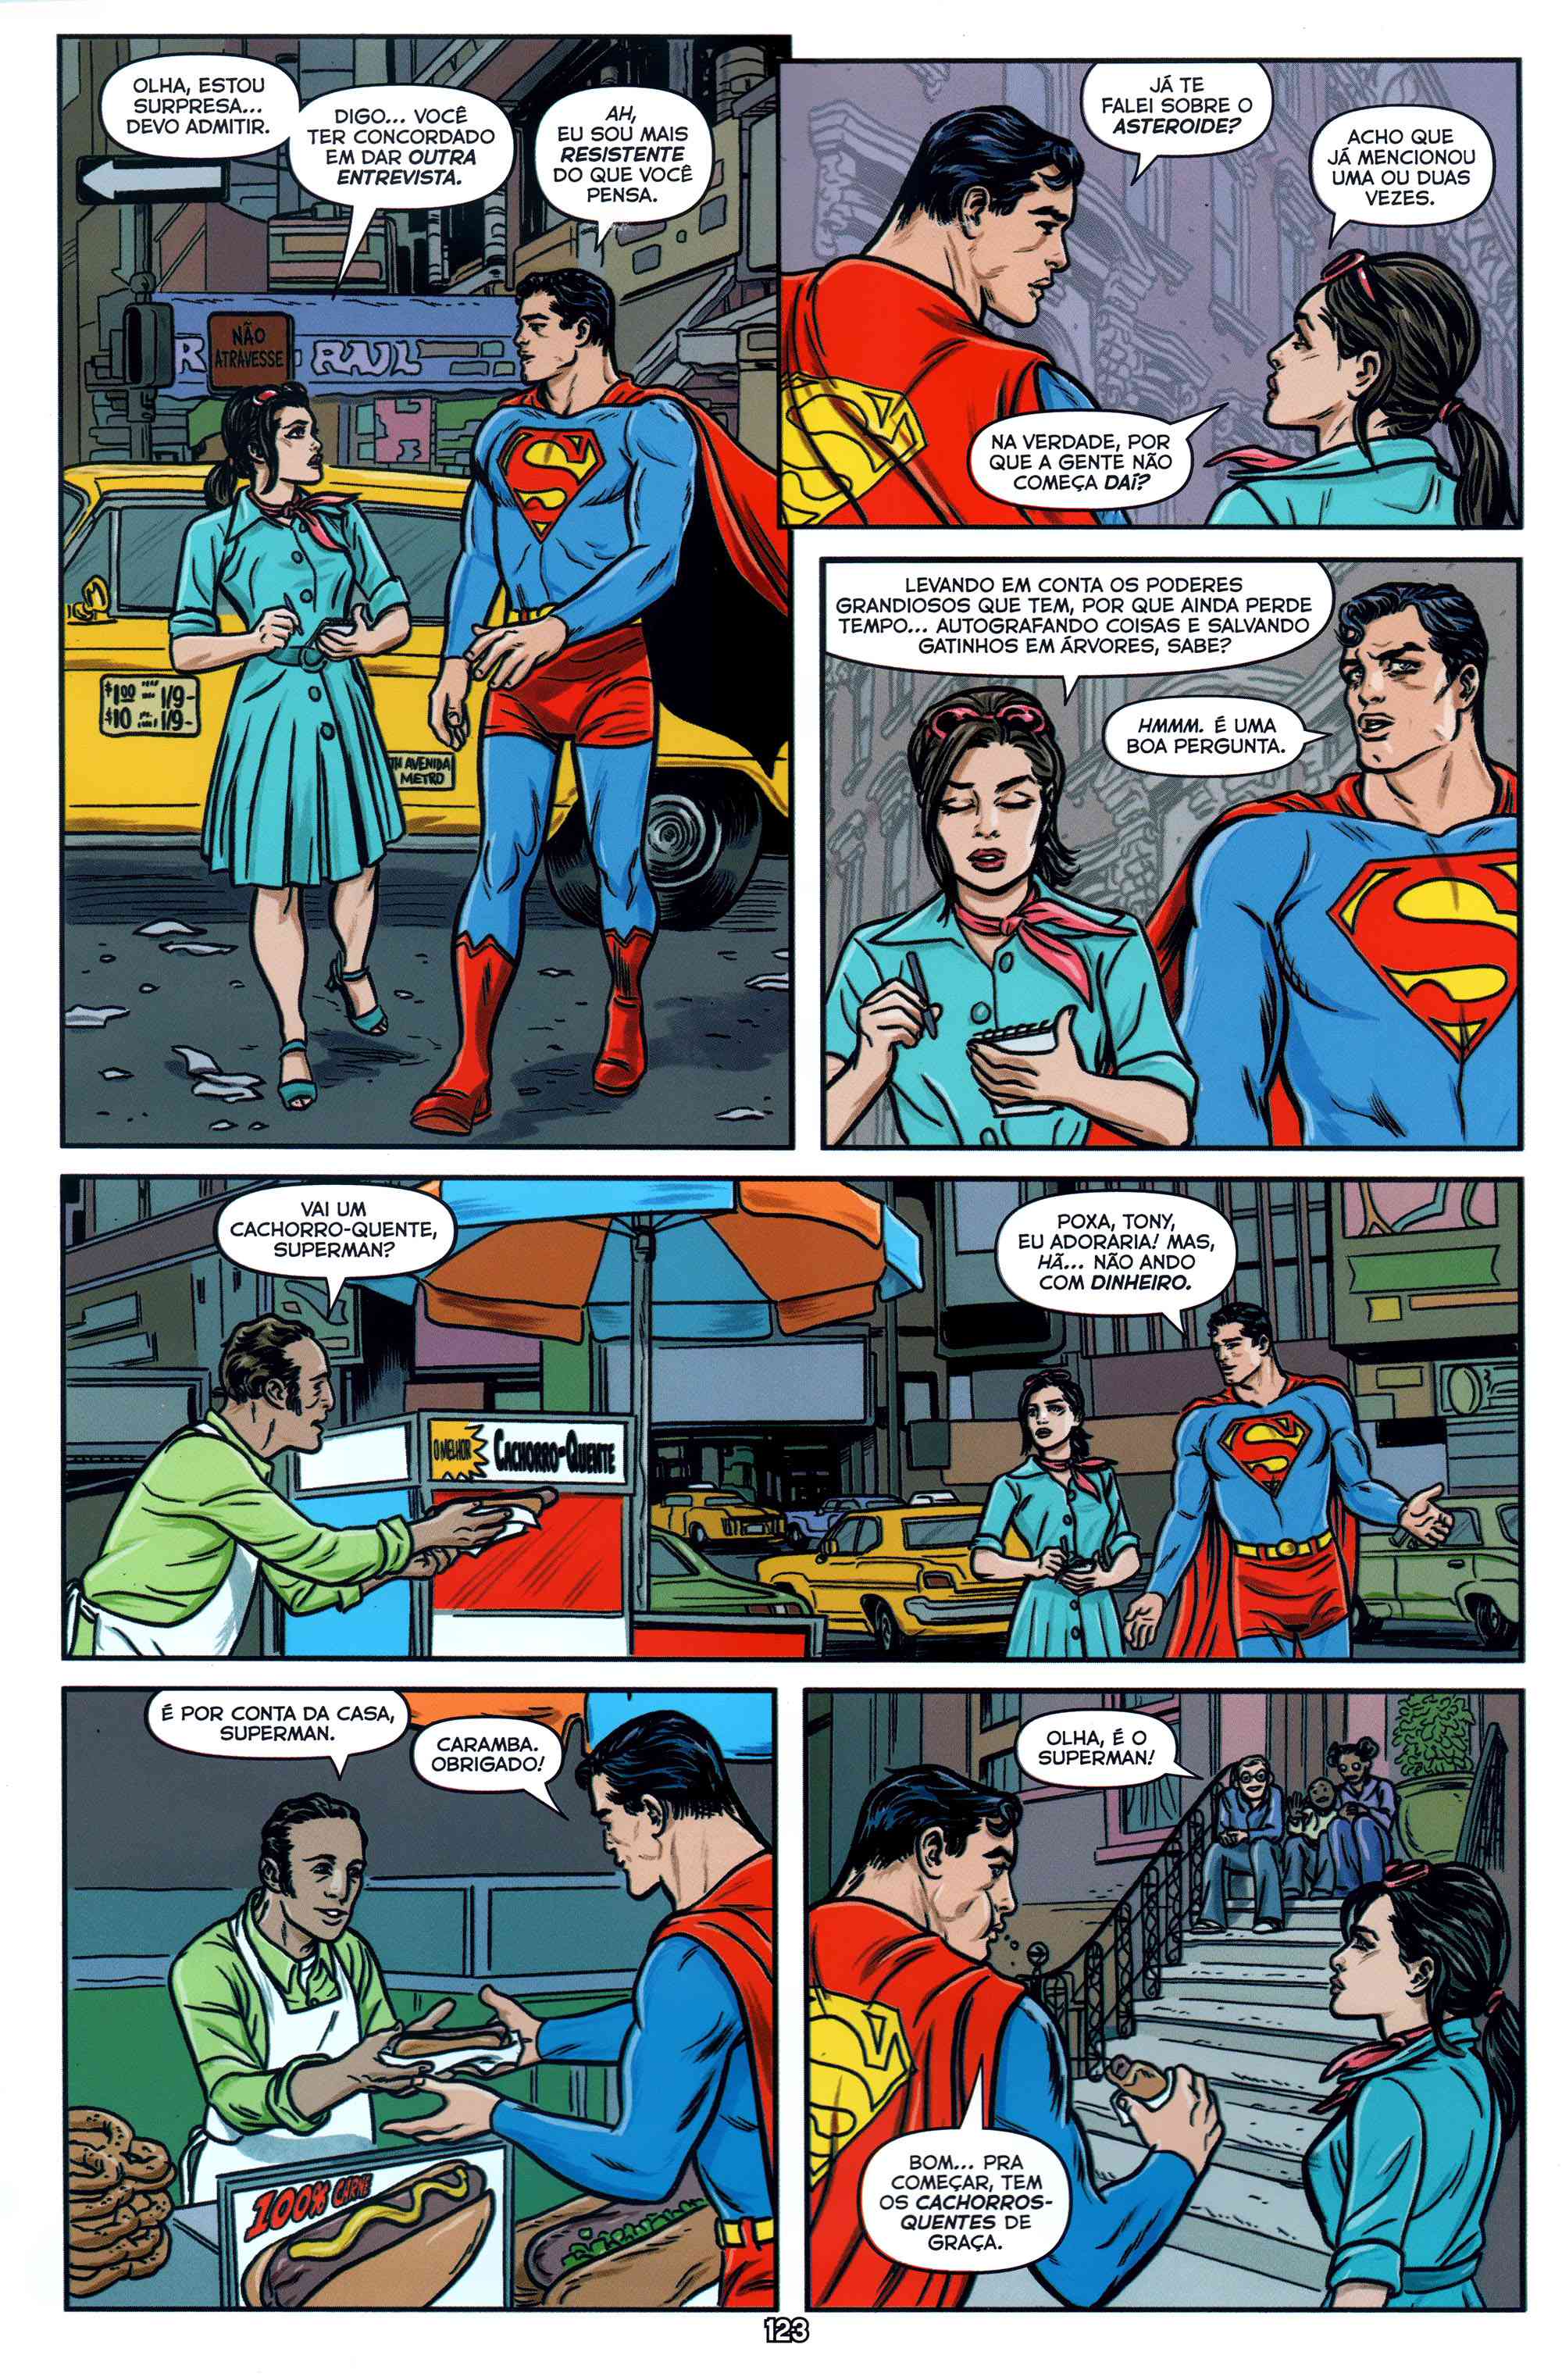 OLHA, ESTOU
SURPRESA...
DEVO ADMITIR.
DIGO... VOCÊ
TER CONCORDADO
EM DAR OUTRA
ENTREVISTA.
AH,
EU SOU MAIS
RESISTENTE
DO QUE VOCÊ
PENSA.
NÃO
ATRAVESSE
$1.00 1/9-
$10 1/9-
TH AVENIDA
METRO
JÁ TE
FALEI SOBRE O
ASTEROIDE?
ACHO QUE
JÁ MENCIONOU
UMA OU DUAS
VEZES.
NA VERDADE, POR
QUE A GENTE NÃO
COMEÇA DAÍ?
LEVANDO EM CONTA OS PODERES
GRANDIOSOS QUE TEM, POR QUE AINDA PERDE
TEMPO... AUTOGRAFANDO COISAS E SALVANDO
GATINHOS EM ÁRVORES, SABE?
HMMM. É UMA
BOA PERGUNTA.
VAI UM
CACHORRO-QUENTE,
SUPERMAN?
POXA, TONY,
EU ADORARIA! MAS,
HÃ... NÃO ANDO
COM DINHEIRO.
O MELHOR
CACHORRO-QUENTE
É POR CONTA DA CASA,
SUPERMAN.
CARAMBA.
OBRIGADO!
100% CARNE
OLHA, É O
SUPERMAN!
BOM... PRA
COMEÇAR, TEM
OS CACHORROS-
QUENTES DE
GRAÇA.
123